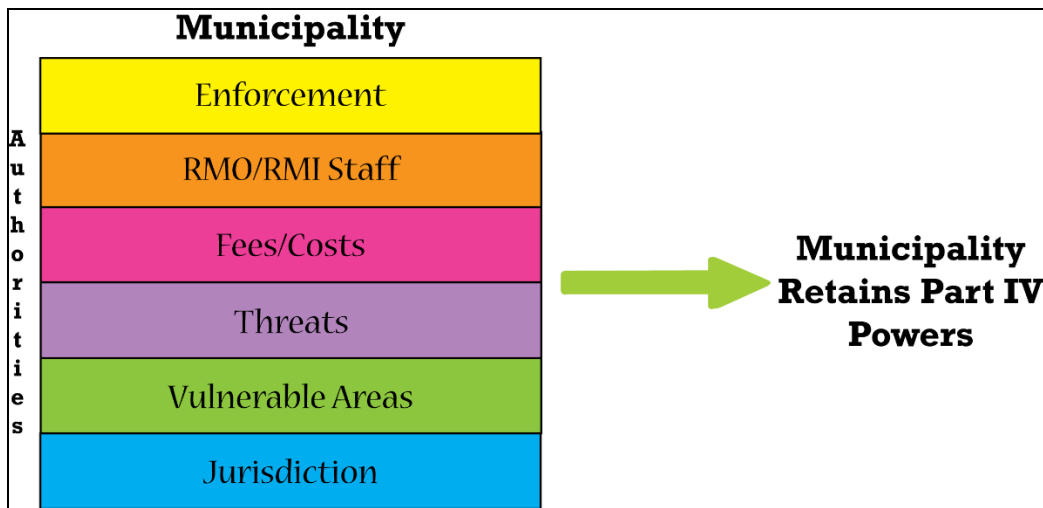 Municipality
Authorities
Enforcement
RMO/RMI Staff
Fees/Costs
Threats
Vulnerable Areas
Jurisdiction
Municipality
Retains Part IV
Powers